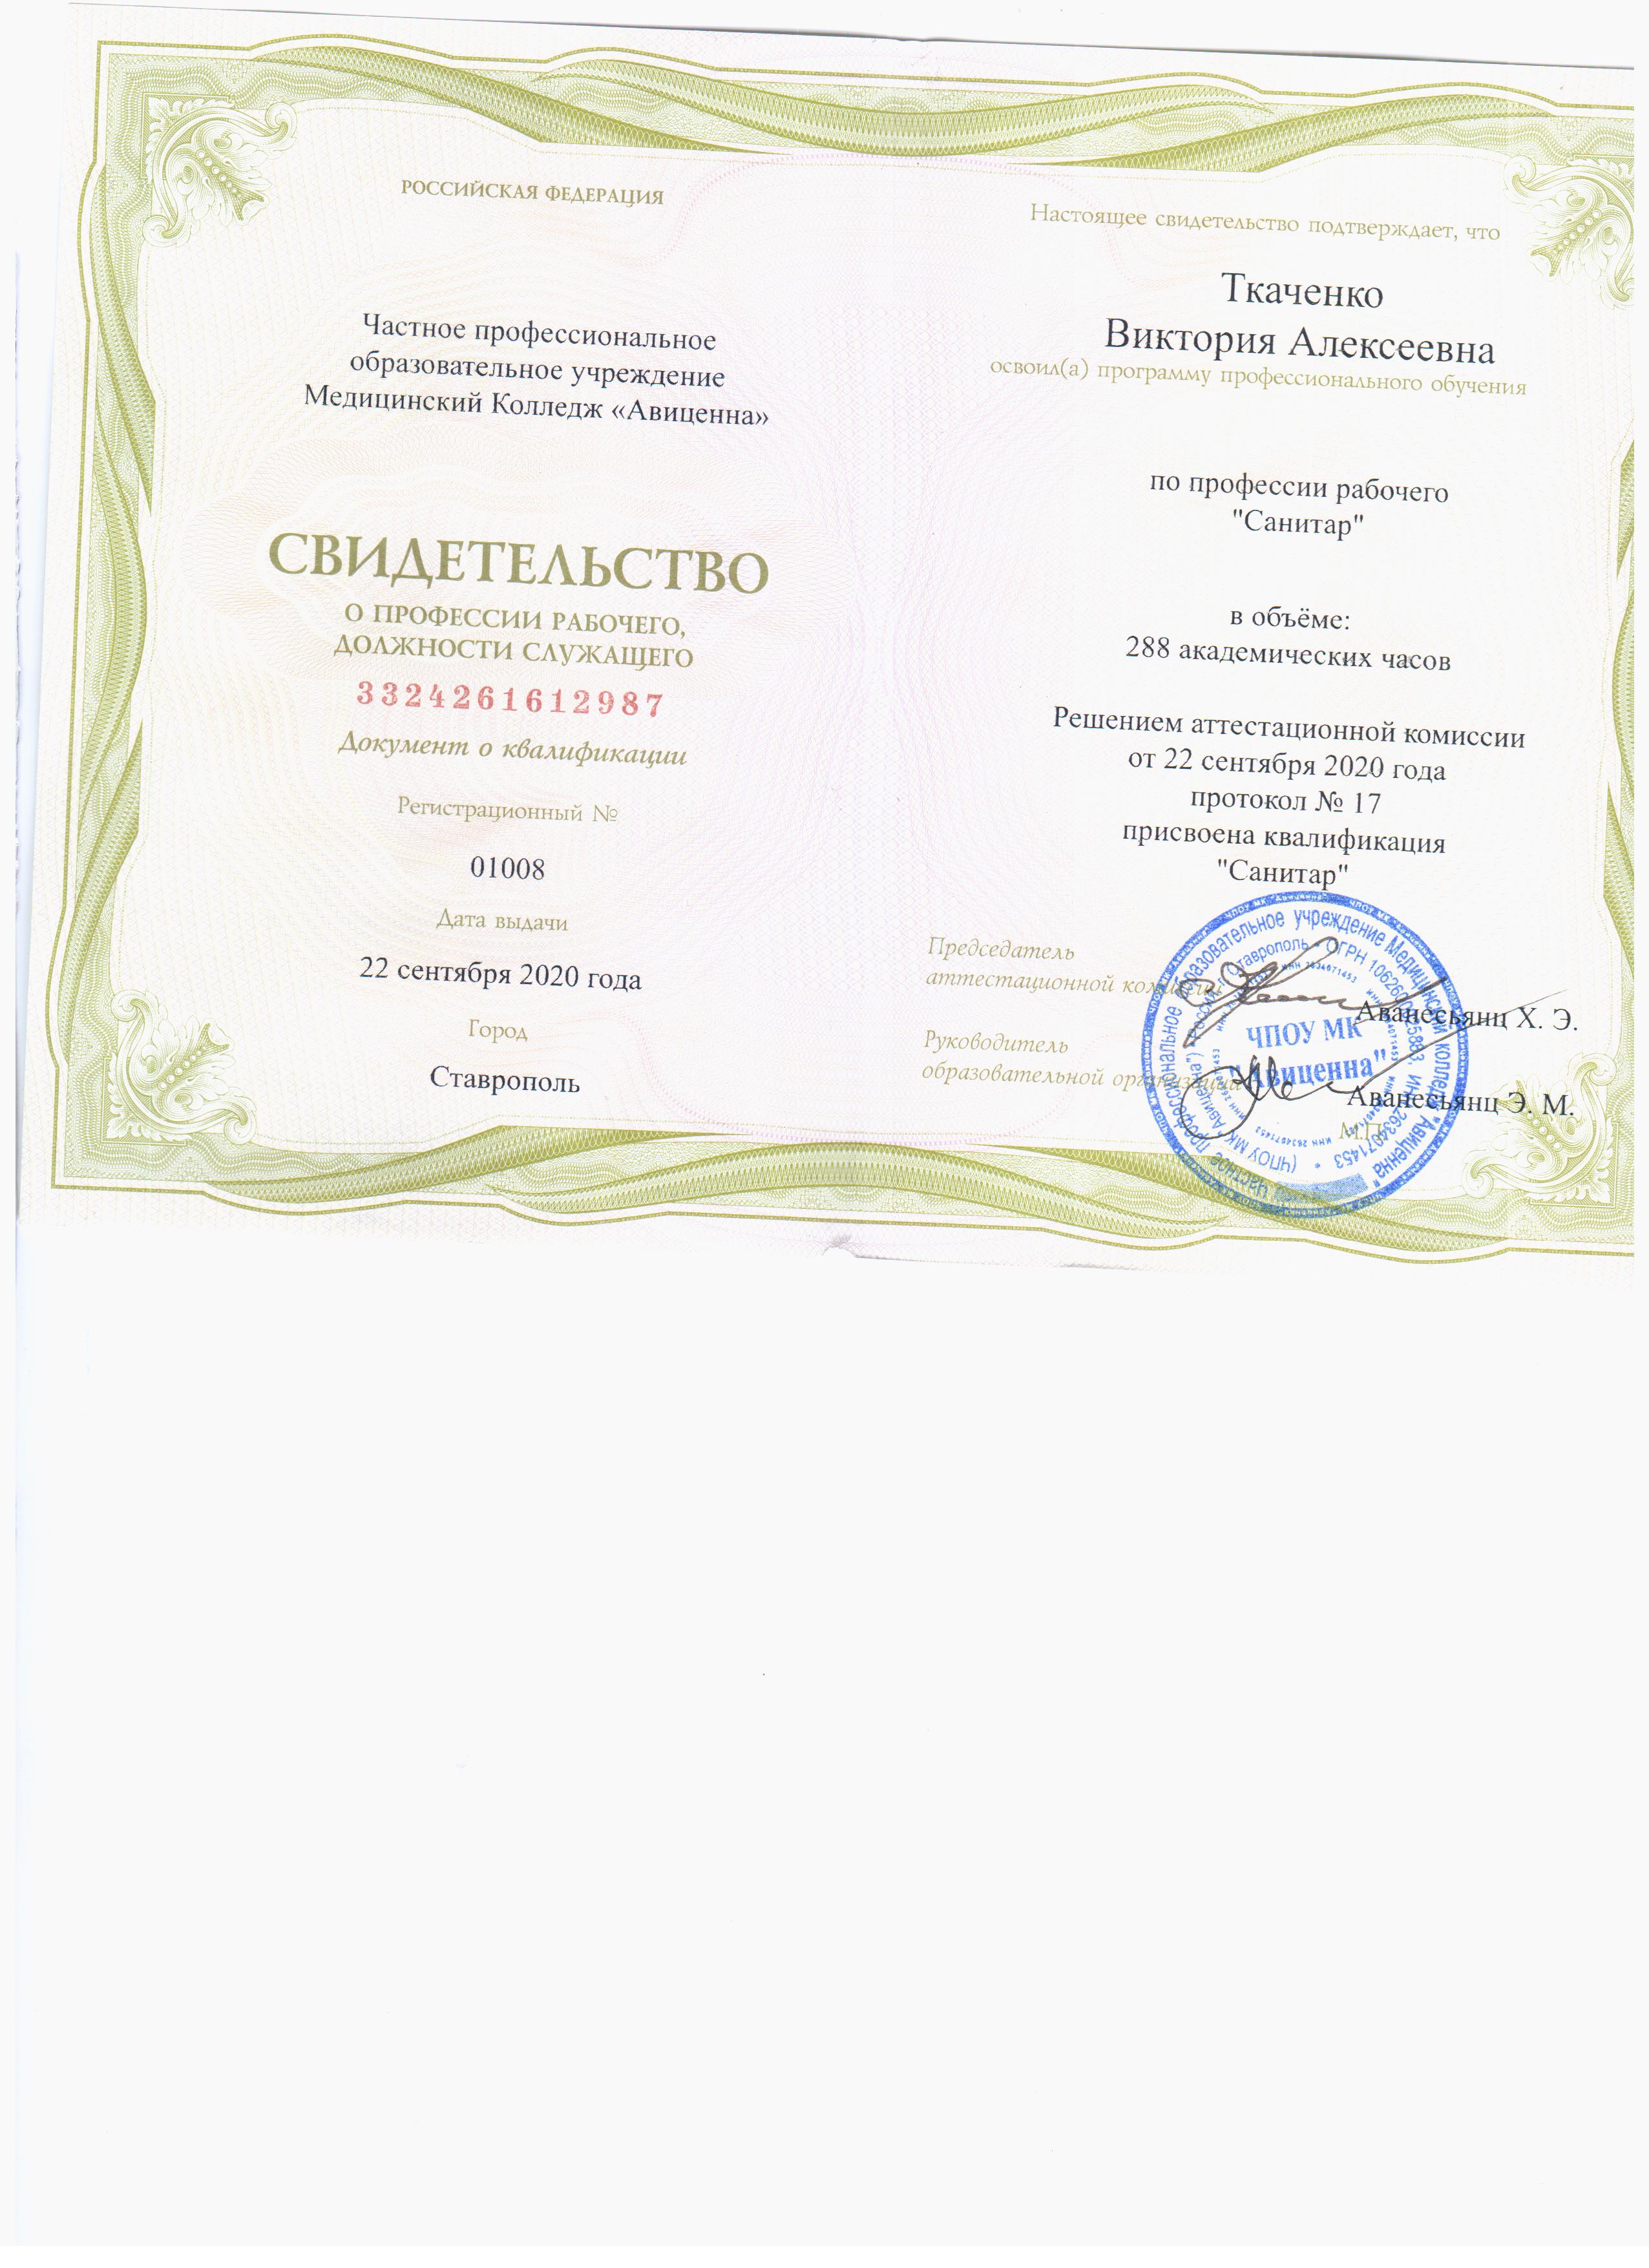 РОССИЙСКАЯ ФЕДЕРАЦИЯ
Частное профессиональное
образовательное учреждение
Медицинский Колледж «Авиценна»
СВИДЕТЕЛЬСТВО
О ПРОФЕССИИ РАБОЧЕГО,
ДОЛЖНОСТИ СЛУЖАЩЕГО
3324261612987
Документ о квалификации
Регистрационный №
01008
Дата выдачи
22 сентября 2020 года
Город
Ставрополь
Настоящее свидетельство подтверждает, что
Ткаченко
Виктория Алексеевна
освоил(а) программу профессионального обучения
по профессии рабочего
"Санитар"
в объёме:
288 академических часов
Решением аттестационной комиссии
от 22 сентября 2020 года
протокол № 17
присвоена квалификация
"Санитар"
Председатель
аттестационной комиссии
Аванесьянц Х. Э.
Руководитель
образовательной организации
Аванесьянц Э. М.
М.П.
Частное профессиональное образовательное учреждение Медицинский колледж "Авиценна"
(ЧПОУ МК "Авиценна") * Россия, г. Ставрополь * ОГРН ИНН 2634071453 *
ЧПОУ МК
"Авиценна"